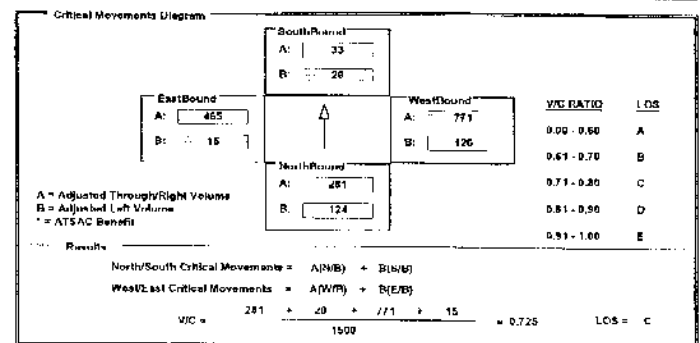 Critical Movements Diagram
SouthBound
A: 33
B: 20
EastBound
A: 465
B: 15
WestBound
A: 771
B: 126
NorthBound
A: 281
B: 124
V/C RATIO LOS
0.00 - 0.60 A
0.61 - 0.70 B
0.71 - 0.80 C
0.81 - 0.90 D
0.91 - 1.00 E
A = Adjusted Through/Right Volume
B = Adjusted Left Volume
* = ATSAC Benefit
Results
North/South Critical Movements = A(N/B) + B(S/B)
West/East Critical Movements = A(W/B) + B(E/B)
V/C = 281 + 20 + 771 + 15 / 1500 = 0.725 LOS = C